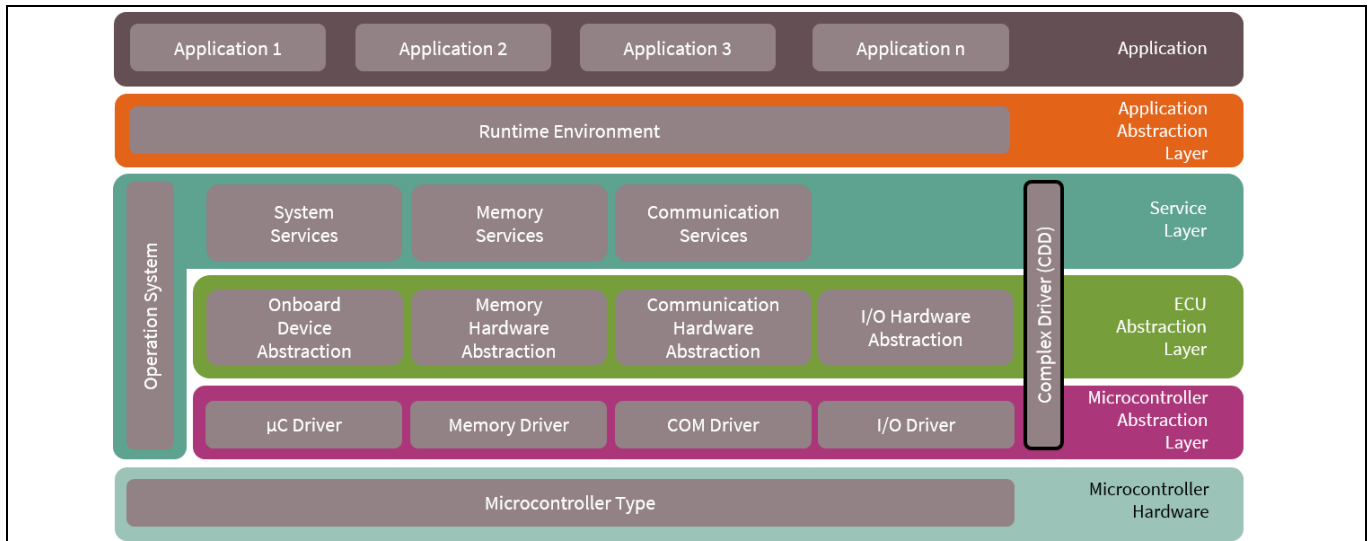 Application 1
Application 2
Application 3
Application n
Application
Runtime Environment
Application
Abstraction
Layer
Operation System
System
Services
Memory
Services
Communication
Services
Complex Driver (CDD)
Service
Layer
Onboard
Device
Abstraction
Memory
Hardware
Abstraction
Communication
Hardware
Abstraction
I/O Hardware
Abstraction
ECU
Abstraction
Layer
µC Driver
Memory Driver
COM Driver
I/O Driver
Microcontroller
Abstraction
Layer
Microcontroller Type
Microcontroller
Hardware